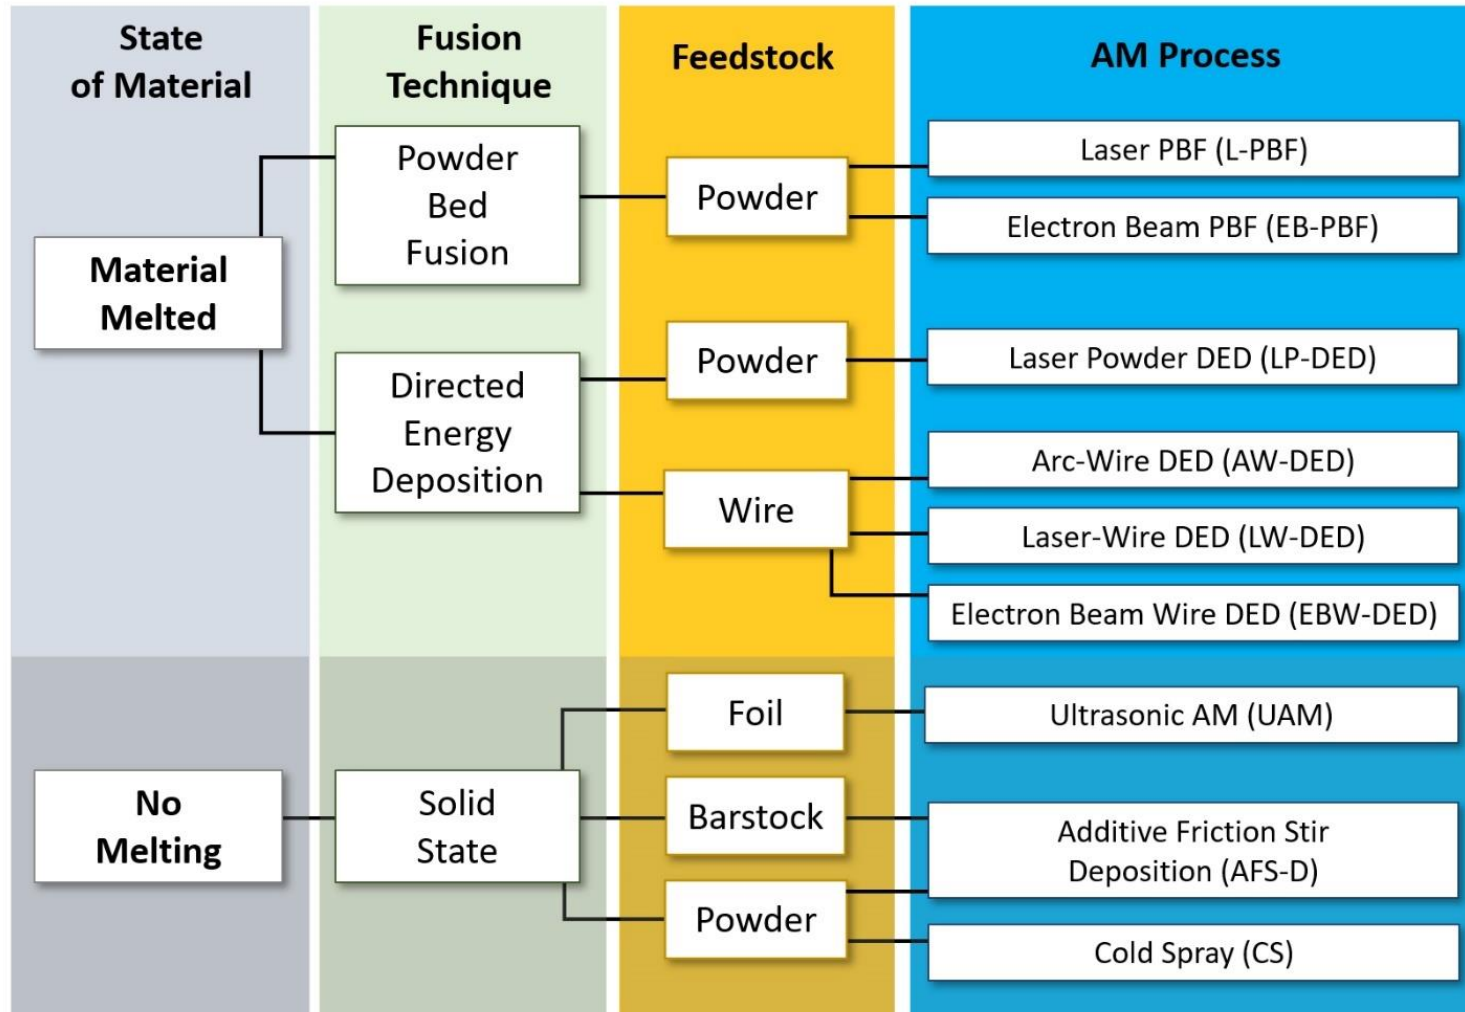 State
of Material
Fusion
Technique
Feedstock
AM Process
Material
Melted
Powder
Bed
Fusion
Powder
Laser PBF (L-PBF)
Electron Beam PBF (EB-PBF)
Directed
Energy
Deposition
Powder
Laser Powder DED (LP-DED)
Wire
Arc-Wire DED (AW-DED)
Laser-Wire DED (LW-DED)
Electron Beam Wire DED (EBW-DED)
No
Melting
Solid
State
Foil
Ultrasonic AM (UAM)
Barstock
Additive Friction Stir
Deposition (AFS-D)
Powder
Cold Spray (CS)